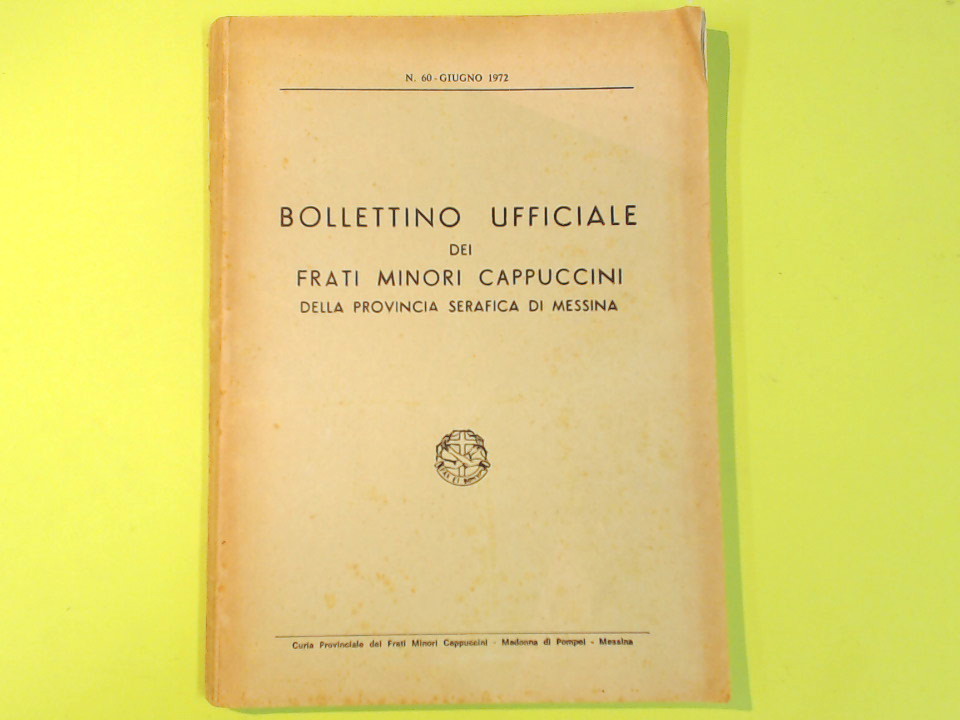 N. 60 - GIUGNO 1972
BOLLETTINO UFFICIALE
DEI
FRATI MINORI CAPPUCCINI
DELLA PROVINCIA SERAFICA DI MESSINA
Curia Provinciale dei Frati Minori Cappuccini - Madonna di Pompei - Messina